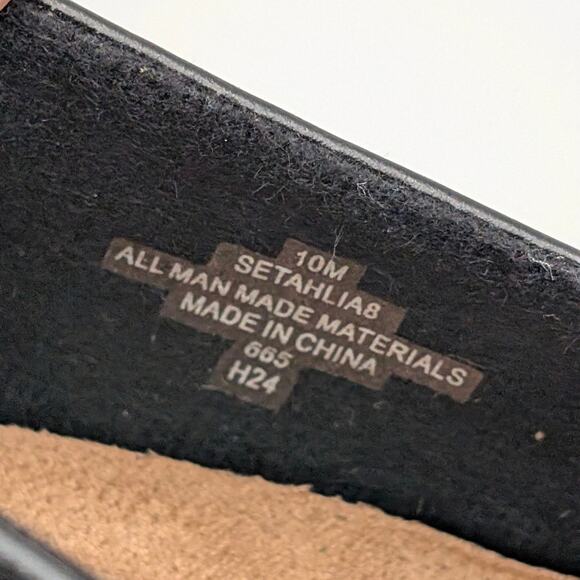 10M
SETAHLIA8
ALL MAN MADE MATERIALS
MADE IN CHINA
665
H24